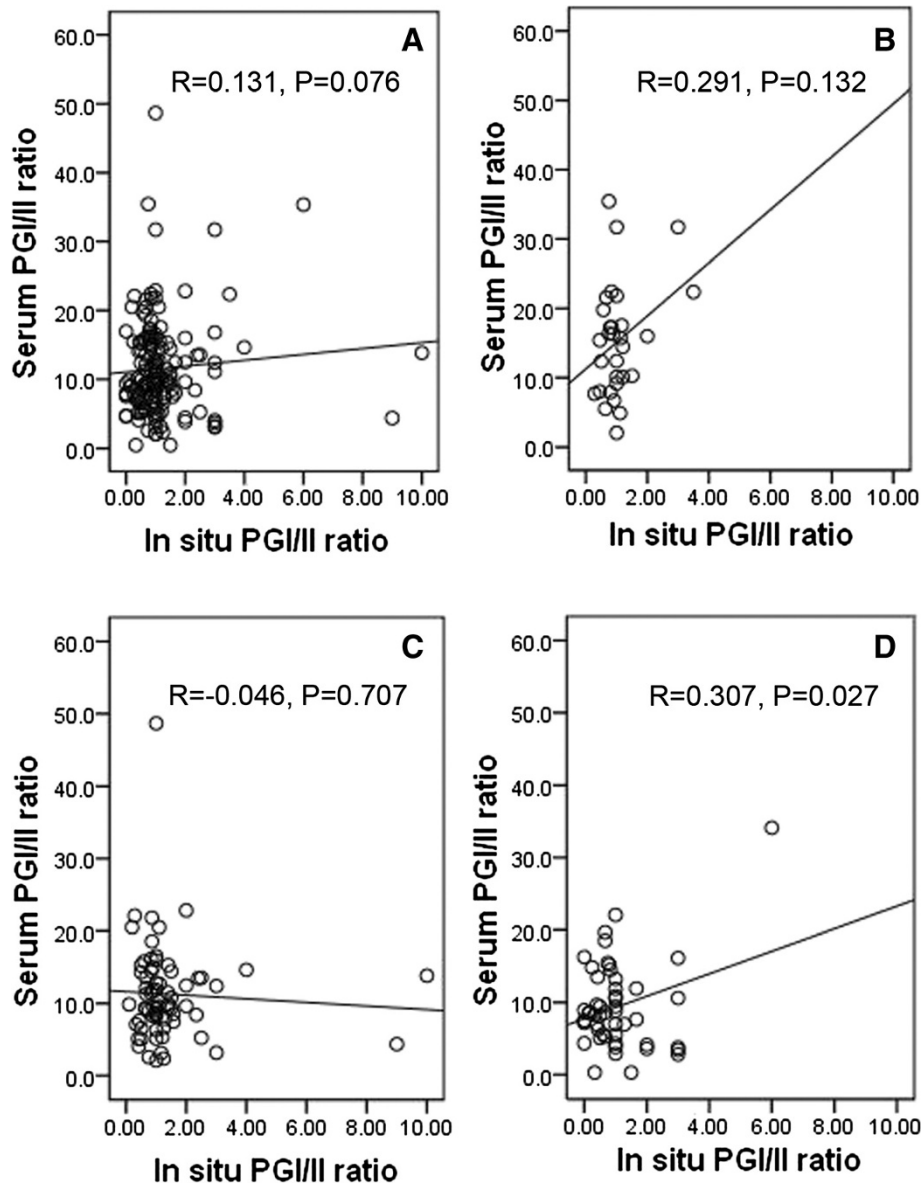 A
R=0.131, P=0.076
60.0
50.0
40.0
30.0
20.0
10.0
0.0
Serum PGI/II ratio
0.00 2.00 4.00 6.00 8.00 10.00
In situ PGI/II ratio
B
R=0.291, P=0.132
60.0
50.0
40.0
30.0
20.0
10.0
0.0
Serum PGI/II ratio
0.00 2.00 4.00 6.00 8.00 10.00
In situ PGI/II ratio
C
R=-0.046, P=0.707
60.0
50.0
40.0
30.0
20.0
10.0
0.0
Serum PGI/II ratio
0.00 2.00 4.00 6.00 8.00 10.00
In situ PGI/II ratio
D
R=0.307, P=0.027
60.0
50.0
40.0
30.0
20.0
10.0
0.0
Serum PGI/II ratio
0.00 2.00 4.00 6.00 8.00 10.00
In situ PGI/II ratio